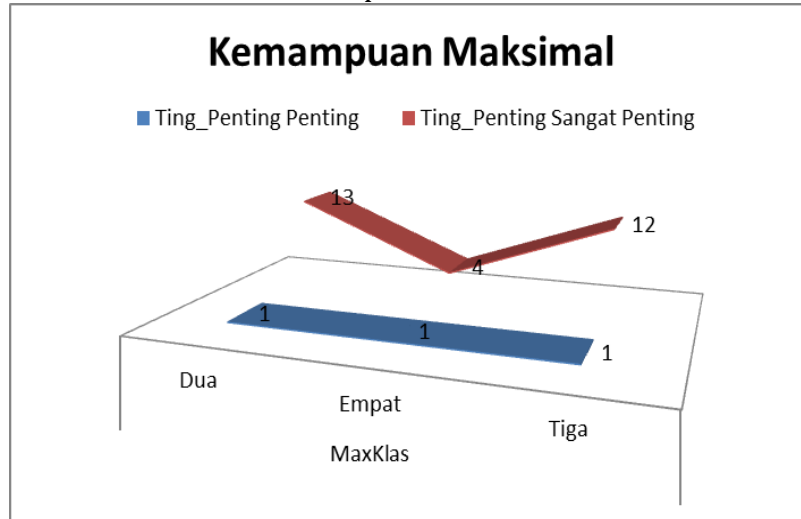 Kemampuan Maksimal
Ting_Penting Penting Ting_Penting Sangat Penting
13
12
4
1
1
1
Dua
Empat
Tiga
MaxKlas